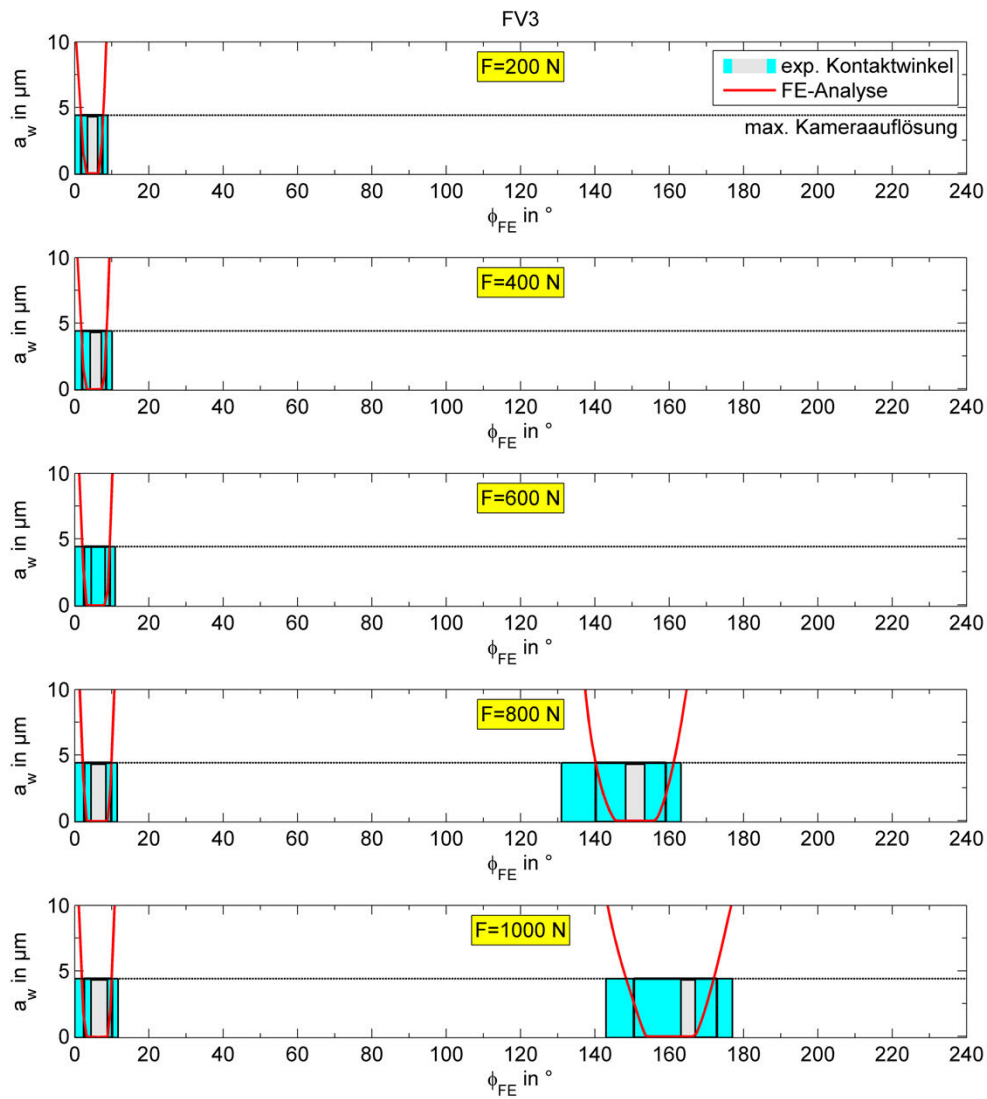 FV3
F=200 N
exp. Kontaktwinkel
FE-Analyse
max. Kameraauflösung
a_w in µm
10
5
0
0 20 40 60 80 100 120 140 160 180 200 220 240
ϕ_FE in °
F=400 N
a_w in µm
10
5
0
0 20 40 60 80 100 120 140 160 180 200 220 240
ϕ_FE in °
F=600 N
a_w in µm
10
5
0
0 20 40 60 80 100 120 140 160 180 200 220 240
ϕ_FE in °
F=800 N
a_w in µm
10
5
0
0 20 40 60 80 100 120 140 160 180 200 220 240
ϕ_FE in °
F=1000 N
a_w in µm
10
5
0
0 20 40 60 80 100 120 140 160 180 200 220 240
ϕ_FE in °